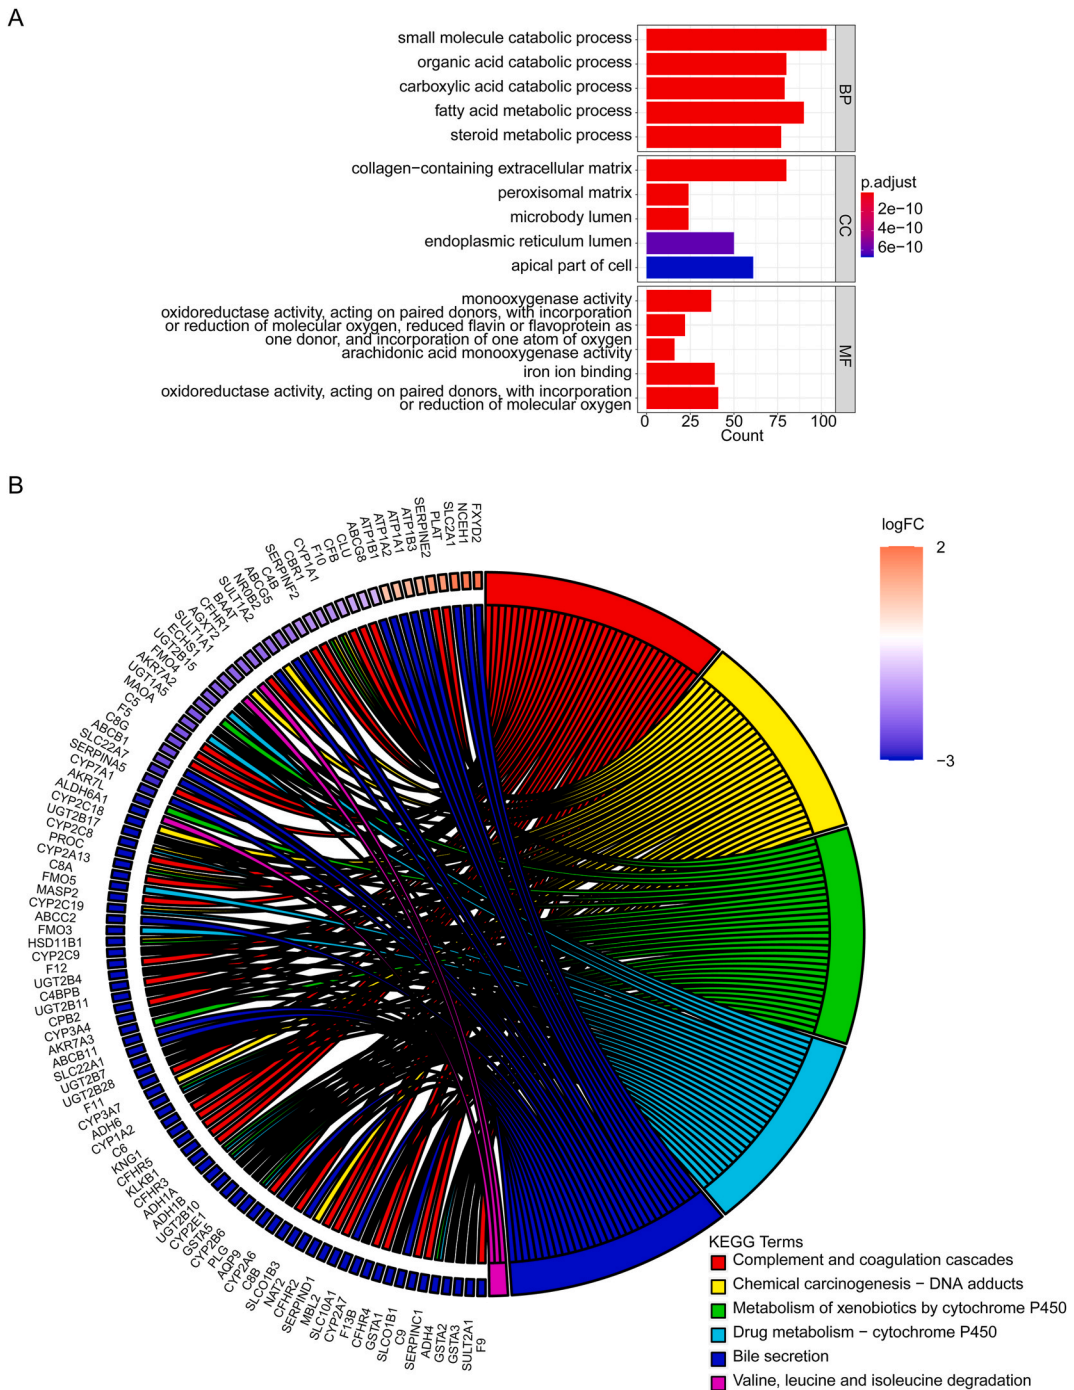 A
small molecule catabolic process
organic acid catabolic process
carboxylic acid catabolic process
fatty acid metabolic process
steroid metabolic process
BP
collagen−containing extracellular matrix
peroxisomal matrix
microbody lumen
endoplasmic reticulum lumen
apical part of cell
CC
monooxygenase activity
oxidoreductase activity, acting on paired donors, with incorporation
or reduction of molecular oxygen, reduced flavin or flavoprotein as
one donor, and incorporation of one atom of oxygen
arachidonic acid monooxygenase activity
iron ion binding
oxidoreductase activity, acting on paired donors, with incorporation
or reduction of molecular oxygen
MF
0 25 50 75 100
Count
p.adjust
2e−10
4e−10
6e−10
B
FXYD2
NCEH1
SLC2A1
PLAT
SERPINE2
ATP1B3
ATP1A1
ATP1A2
ATP1B1
ABCG8
CLU
CFB
F10
CYP1A1
CBR1
SERPINF2
C4B
ABCG5
SULT1A2
NR0B2
BAAT
CFHR1
AGXT2
SULT1A1
ECHS1
UGT2B15
FMO4
AKR7A2
UGT1A5
MAOA
C5
F5
C8G
ABCB1
SLC22A7
SERPINA5
CYP7A1
AKR7L
ALDH6A1
CYP2C18
UGT2B17
CYP2C8
PROC
CYP2A13
C8A
FMO5
MASP2
CYP2C19
ABCC2
FMO3
HSD11B1
CYP2C9
F12
UGT2B4
C4BPB
UGT2B11
CPB2
CYP3A4
AKR7A3
ABCB11
SLC22A1
UGT2B7
UGT2B28
F11
CYP3A7
ADH6
CYP1A2
C6
KNG1
CFHR5
KLKB1
CFHR3
ADH1A
ADH1B
UGT2B10
CYP2E1
GSTA5
CYP2B6
PLG
AQP9
CYP2A6
C8B
SLCO1B3
NAT2
CFHR2
SERPIND1
MBL2
SLC10A1
CYP2A7
F13B
CFHR4
GSTA1
SLCO1B1
C9
SERPINC1
ADH4
GSTA2
GSTA3
SULT2A1
F9
logFC
2
−3
KEGG Terms
Complement and coagulation cascades
Chemical carcinogenesis − DNA adducts
Metabolism of xenobiotics by cytochrome P450
Drug metabolism − cytochrome P450
Bile secretion
Valine, leucine and isoleucine degradation